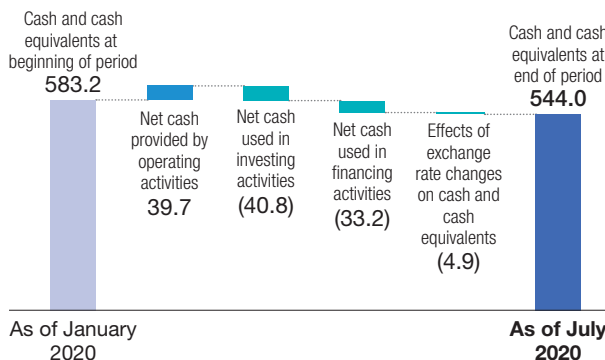 Cash and cash
equivalents at
beginning of period
583.2
Net cash
provided by
operating
activities
39.7
Net cash
used in
investing
activities
(40.8)
Net cash
used in
financing
activities
(33.2)
Effects of
exchange
rate changes
on cash and
cash
equivalents
(4.9)
Cash and cash
equivalents at
end of period
544.0
As of January
2020
As of July
2020